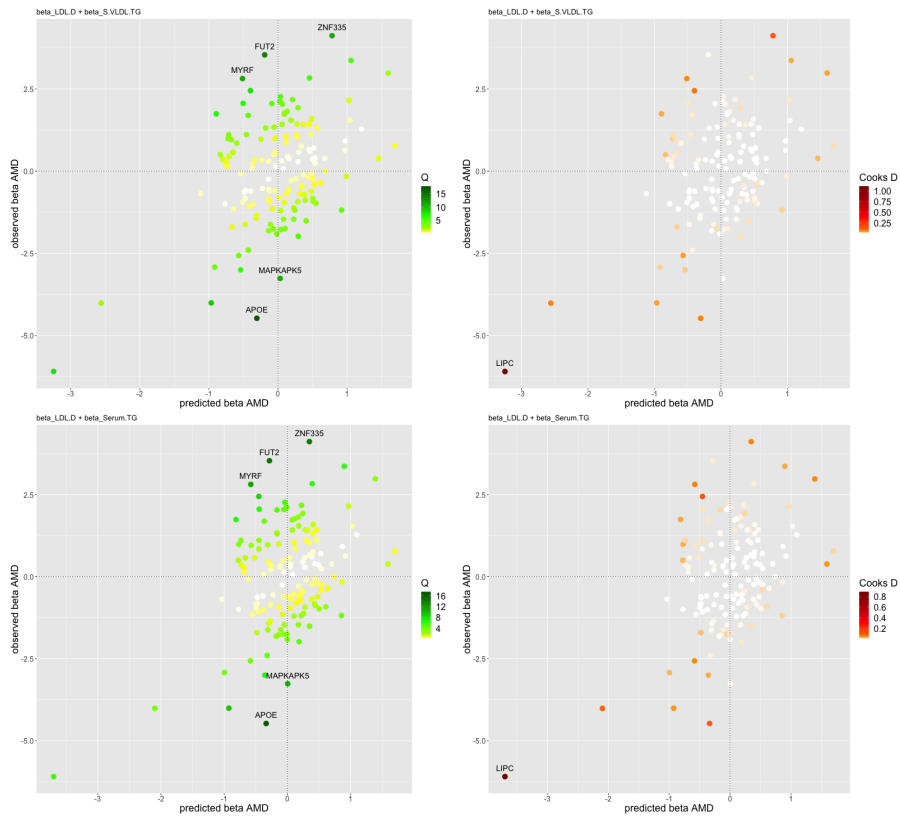 beta_LDL.D + beta_S.VLDL.TG
ZNF335
FUT2
MYRF
MAPKAPK5
APOE
2.5
0.0
-2.5
-5.0
observed beta AMD
-3 -2 -1 0 1
predicted beta AMD
Q
15
10
5
beta_LDL.D + beta_S.VLDL.TG
LIPC
2.5
0.0
-2.5
-5.0
observed beta AMD
-3 -2 -1 0 1
predicted beta AMD
Cooks D
1.00
0.75
0.50
0.25
beta_LDL.D + beta_Serum.TG
ZNF335
FUT2
MYRF
MAPKAPK5
APOE
2.5
0.0
-2.5
-5.0
observed beta AMD
-3 -2 -1 0 1
predicted beta AMD
Q
16
12
8
4
beta_LDL.D + beta_Serum.TG
LIPC
2.5
0.0
-2.5
-5.0
observed beta AMD
-3 -2 -1 0 1
predicted beta AMD
Cooks D
0.8
0.6
0.4
0.2